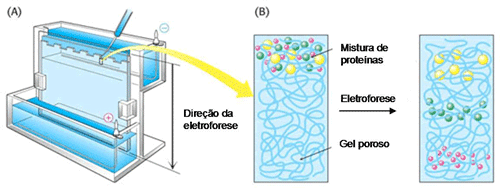 (A)
−
+
Direção da
eletroforese
(B)
Mistura de
proteínas
Eletroforese
Gel poroso